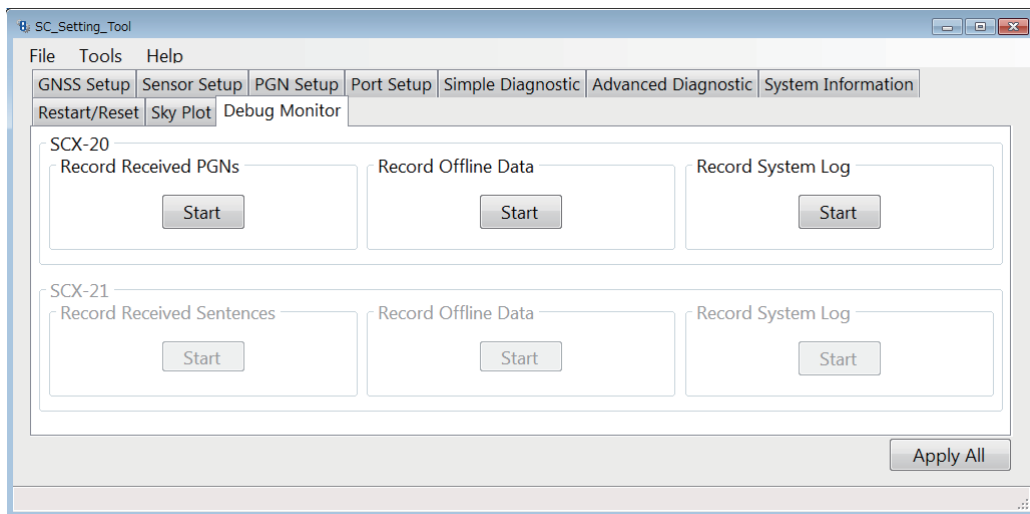 SC_Setting_Tool
File Tools Help
GNSS Setup Sensor Setup PGN Setup Port Setup Simple Diagnostic Advanced Diagnostic System Information
Restart/Reset Sky Plot Debug Monitor
SCX-20
Record Received PGNs Record Offline Data Record System Log
Start Start Start
SCX-21
Record Received Sentences Record Offline Data Record System Log
Start Start Start
Apply All